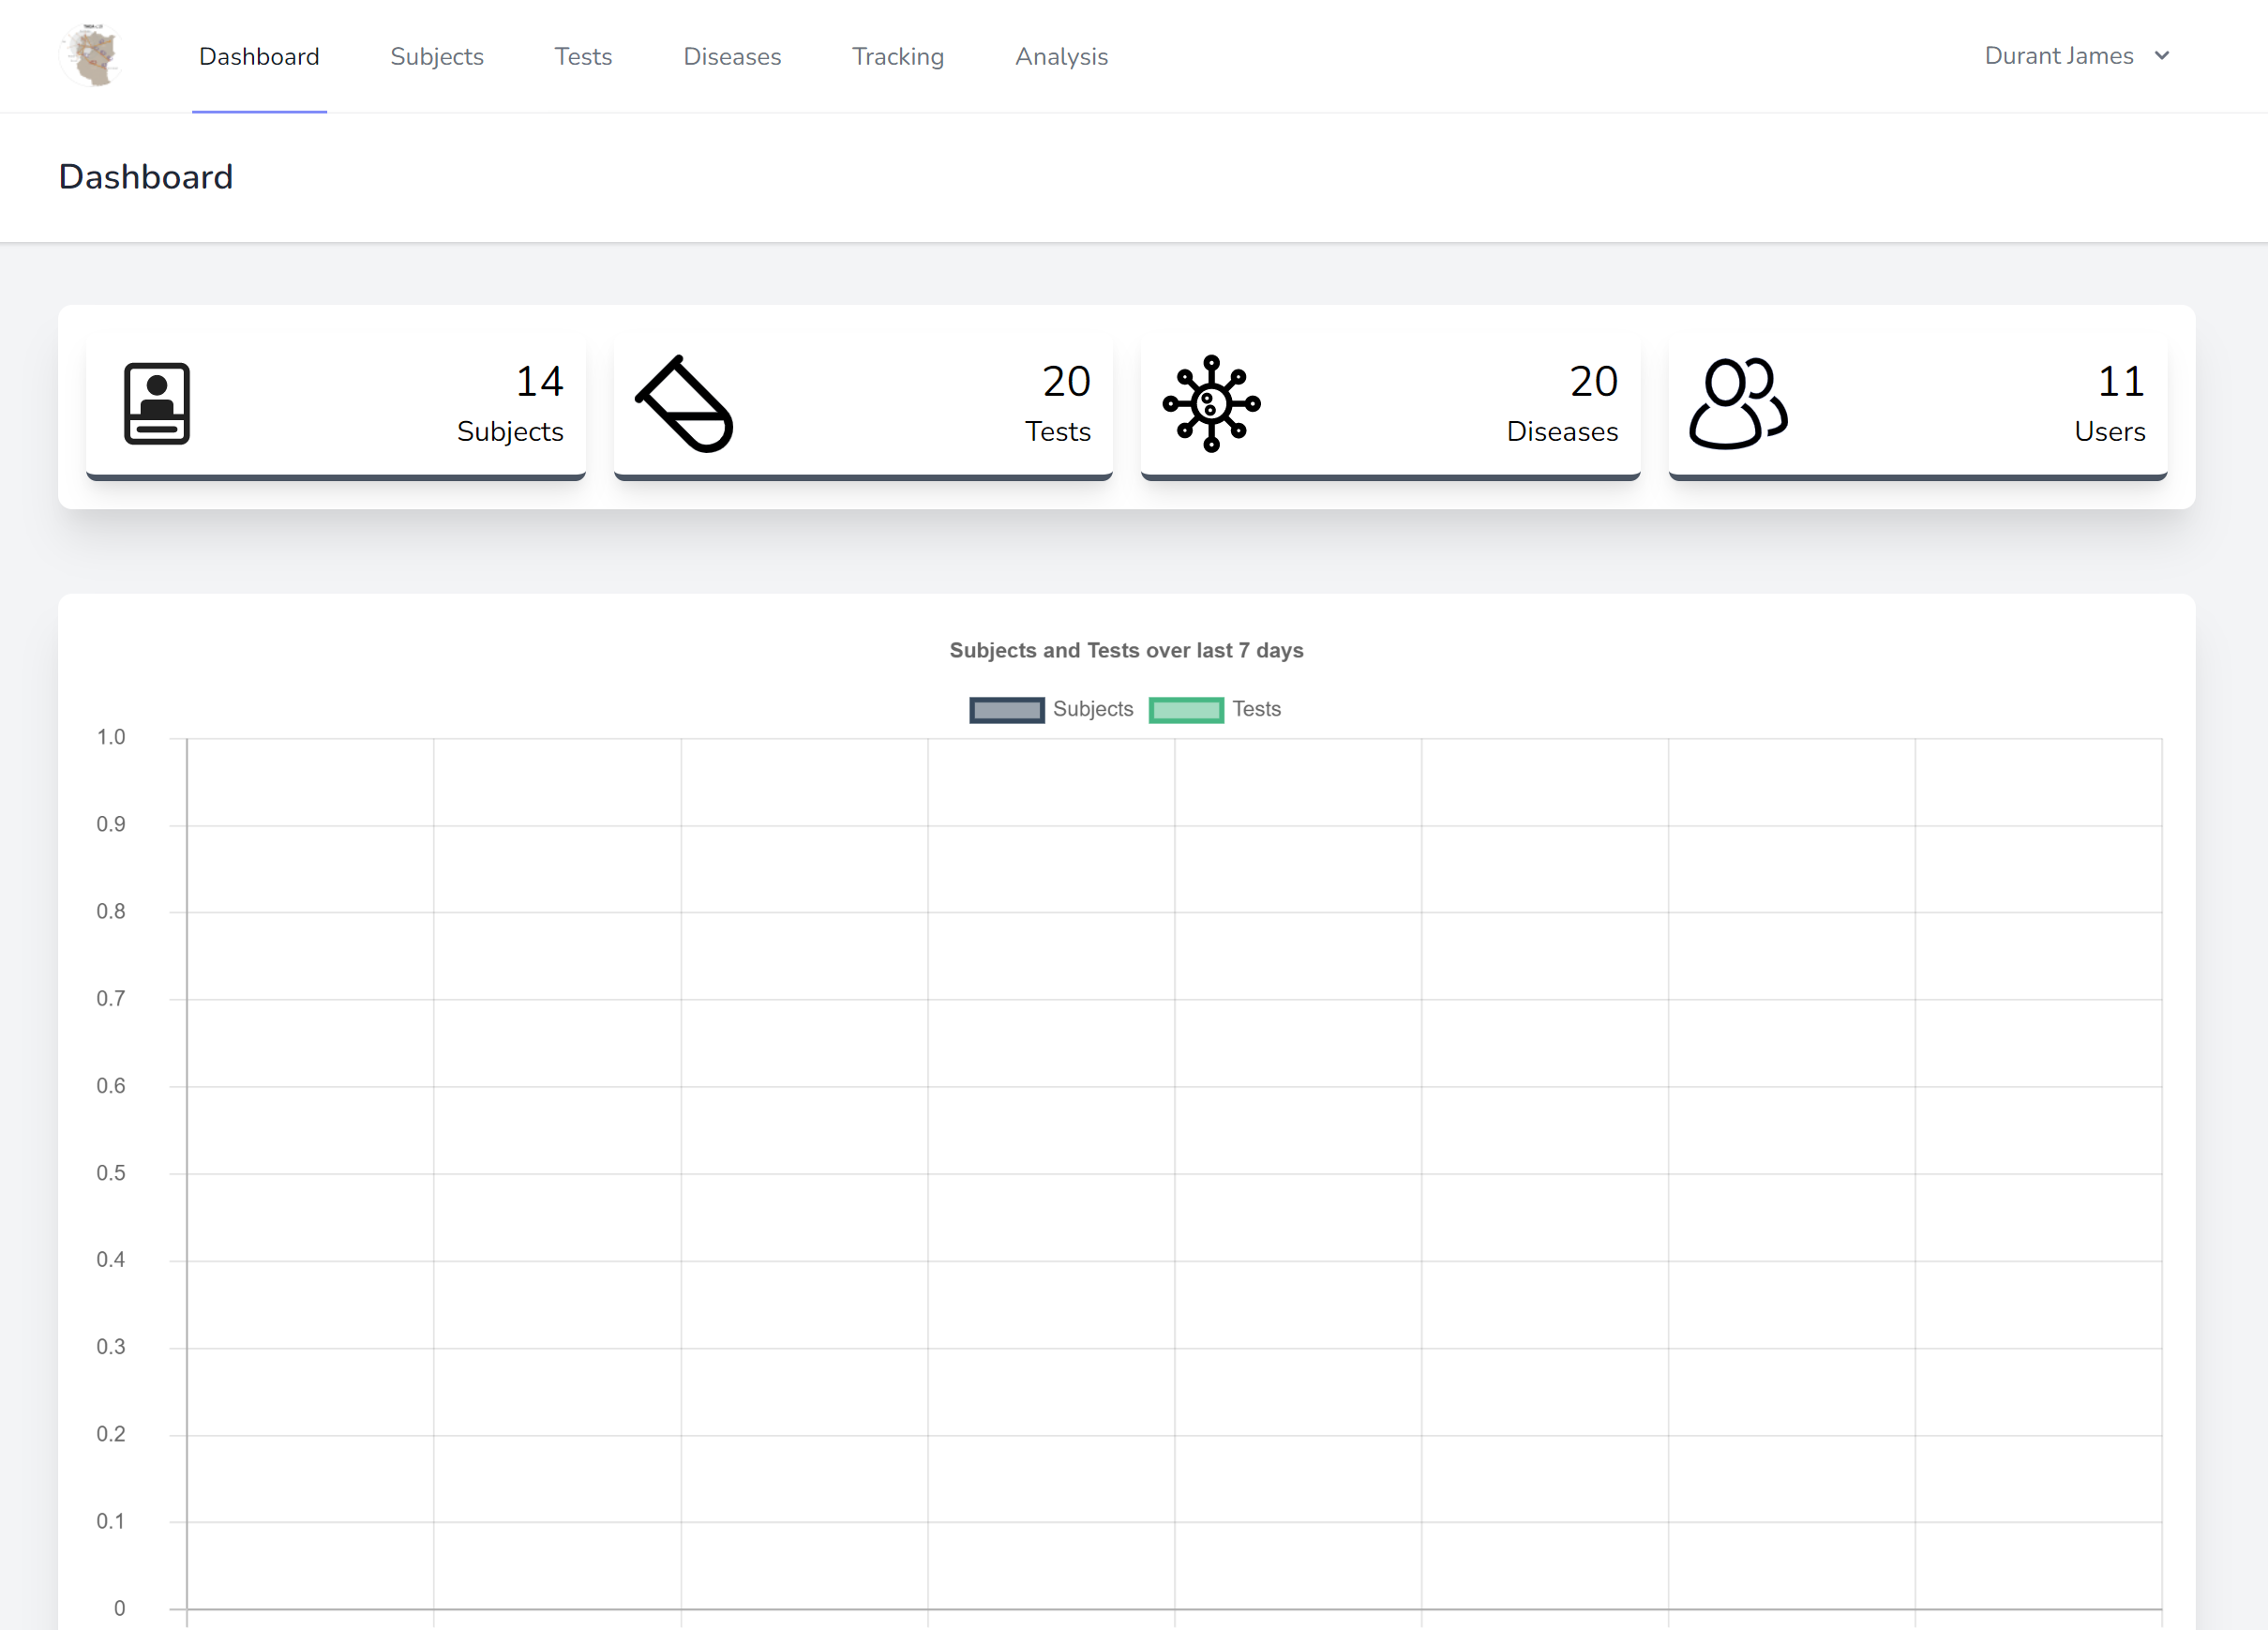 Dashboard Subjects Tests Diseases Tracking Analysis Durant James
Dashboard
14
Subjects
20
Tests
20
Diseases
11
Users
Subjects and Tests over last 7 days
Subjects Tests
1.0
0.9
0.8
0.7
0.6
0.5
0.4
0.3
0.2
0.1
0